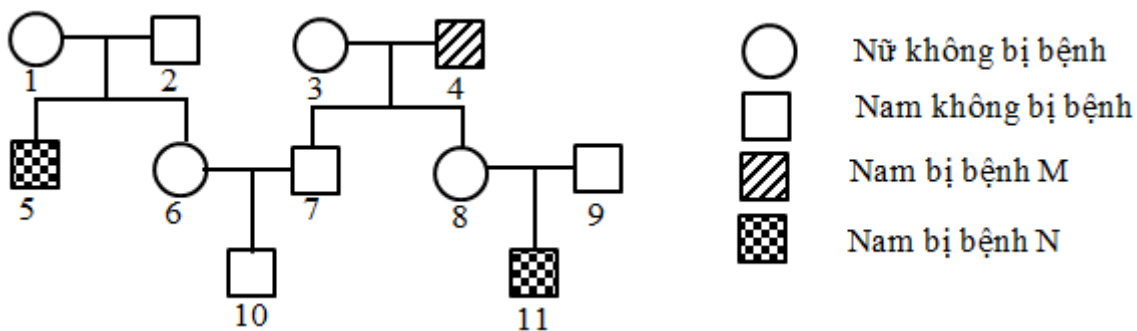 1 2 3 4
Nữ không bị bệnh
Nam không bị bệnh
5 6 7 8 9
Nam bị bệnh M
Nam bị bệnh N
10 11